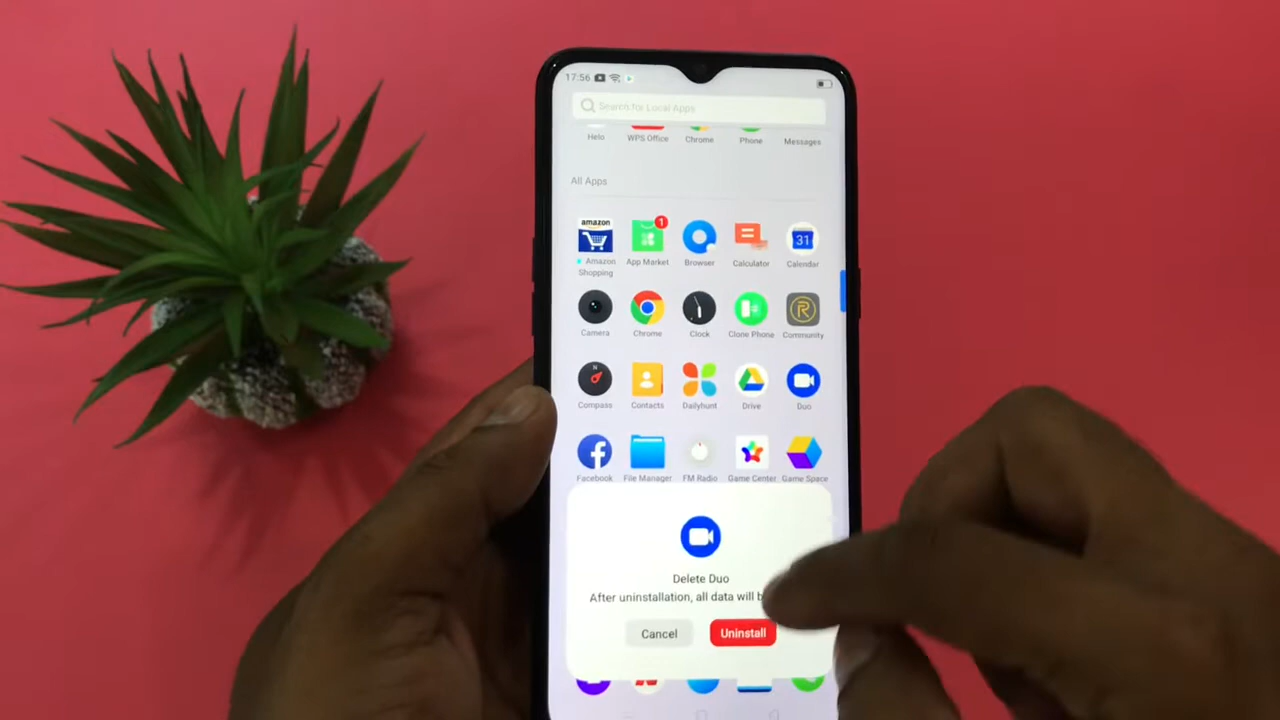 17:56
Search for Local Apps
Helo WPS Office Chrome Phone Messages
All Apps
amazon 1 31
Amazon App Market Browser Calculator Calendar
Shopping
R
Camera Chrome Clock Clone Phone Community
N
Compass Contacts Dailyhunt Drive Duo
Facebook File Manager FM Radio Game Center Game Space
Delete Duo
After uninstallation, all data will
Cancel Uninstall